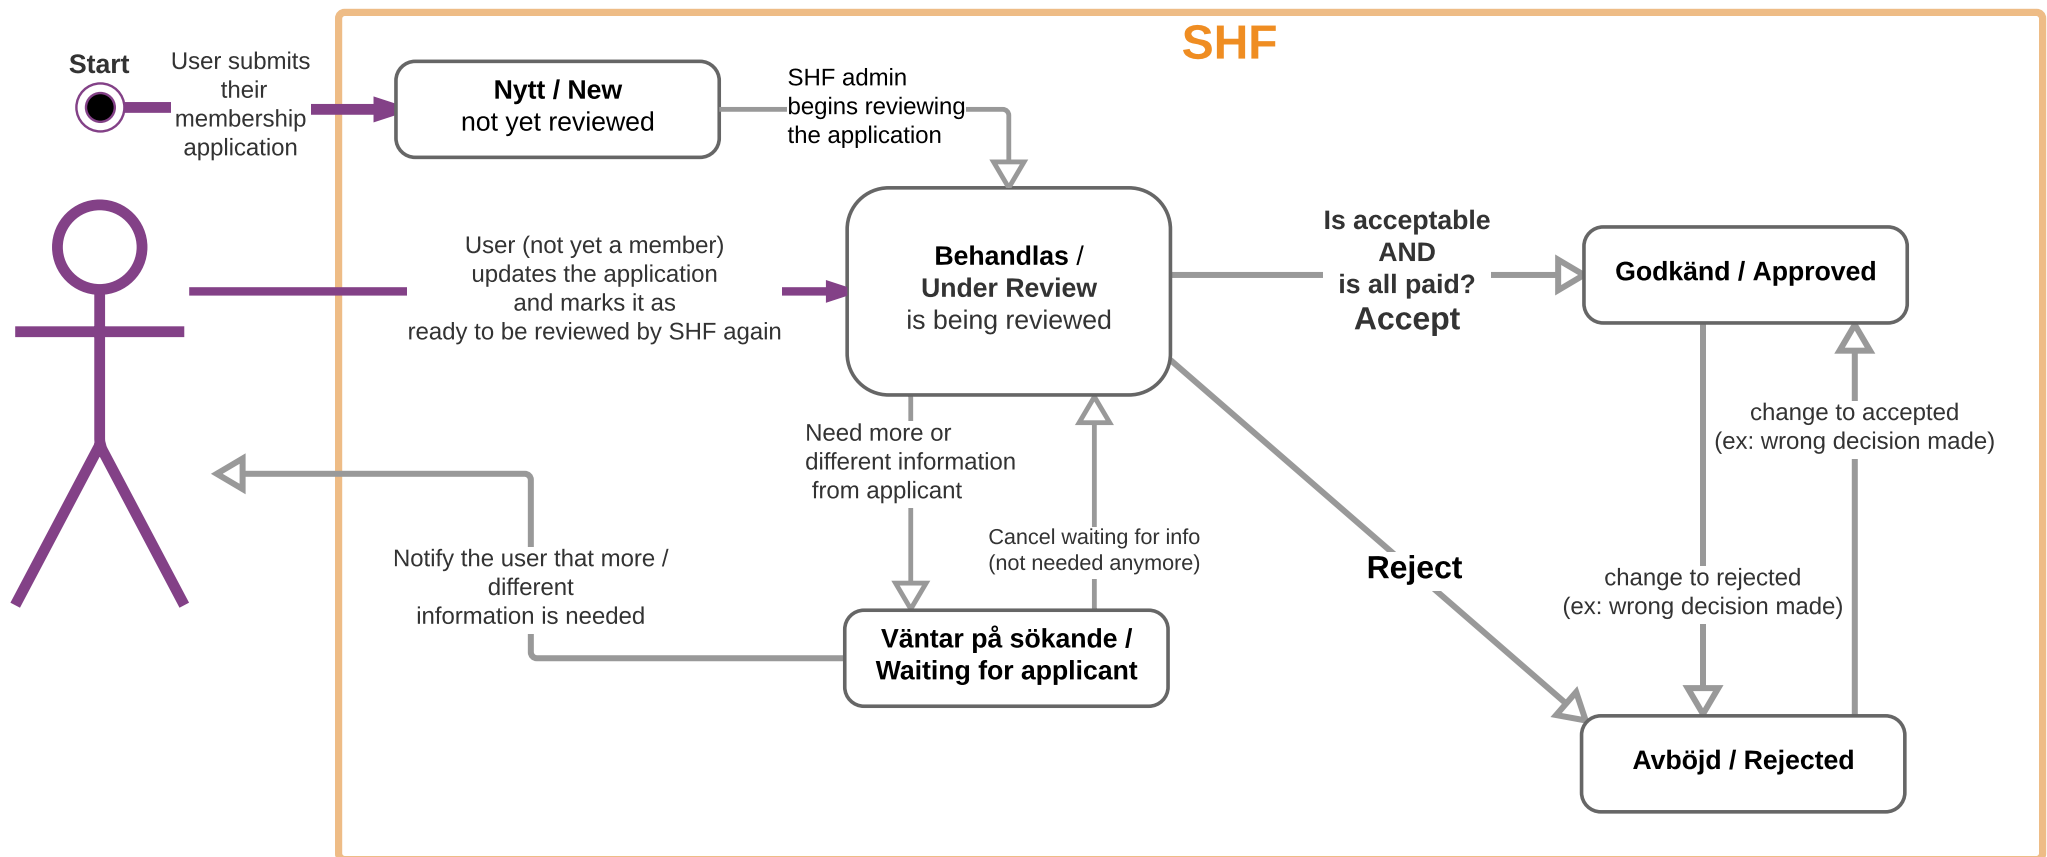 SHF
Start
User submits
their
membership
application
Nytt / New
not yet reviewed
SHF admin
begins reviewing
the application
User (not yet a member)
updates the application
and marks it as
ready to be reviewed by SHF again
Behandlas /
Under Review
is being reviewed
Is acceptable
AND
is all paid?
Accept
Godkänd / Approved
change to accepted
(ex: wrong decision made)
Need more or
different information
from applicant
Cancel waiting for info
(not needed anymore)
Notify the user that more /
different
information is needed
Reject
change to rejected
(ex: wrong decision made)
Väntar på sökande /
Waiting for applicant
Avböjd / Rejected